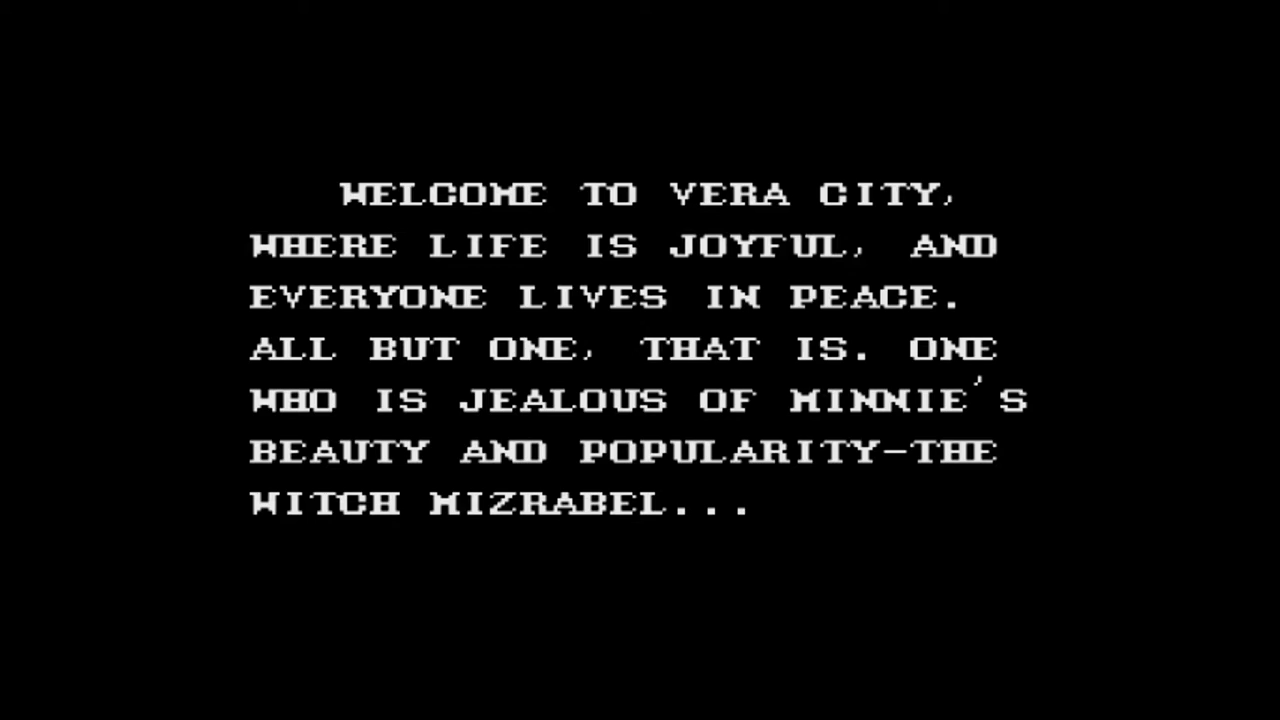 WELCOME TO VERA CITY,
WHERE LIFE IS JOYFUL, AND
EVERYONE LIVES IN PEACE.
ALL BUT ONE, THAT IS. ONE
WHO IS JEALOUS OF MINNIE'S
BEAUTY AND POPULARITY-THE
WITCH MIZRABEL...